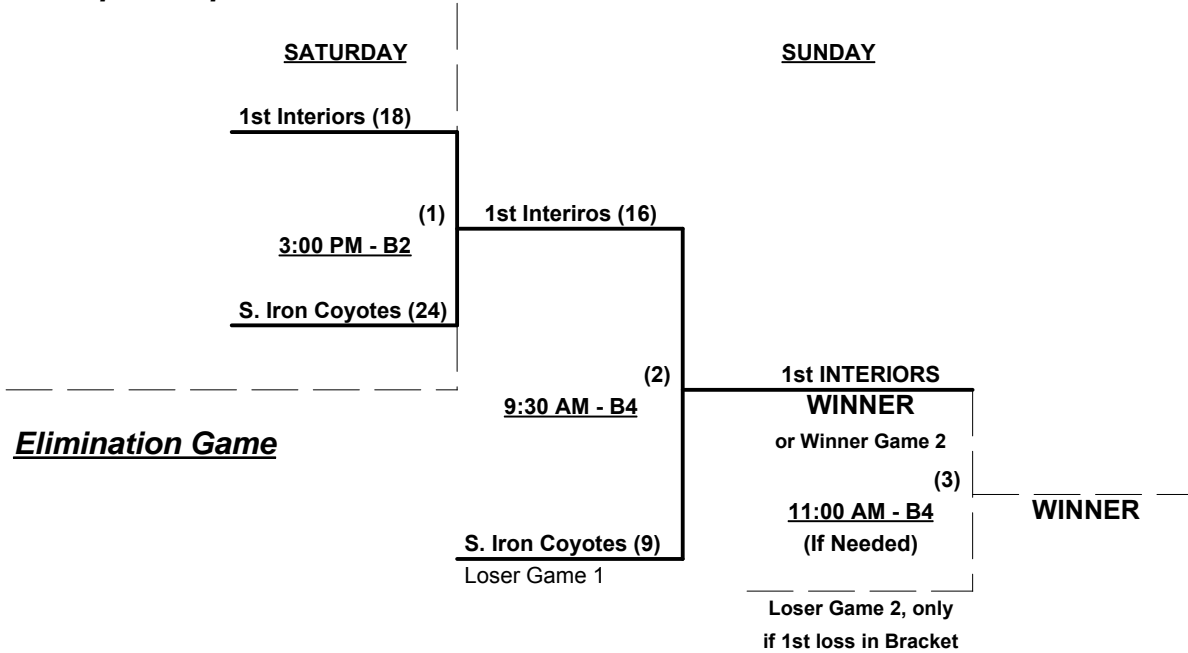 SATURDAY
SUNDAY
1st Interiors (18)
(1)
1st Interiros (16)
3:00 PM - B2
S. Iron Coyotes (24)
(2)
1st INTERIORS
9:30 AM - B4
WINNER
Elimination Game
or Winner Game 2
(3)
11:00 AM - B4
WINNER
(If Needed)
S. Iron Coyotes (9)
Loser Game 1
Loser Game 2, only
if 1st loss in Bracket